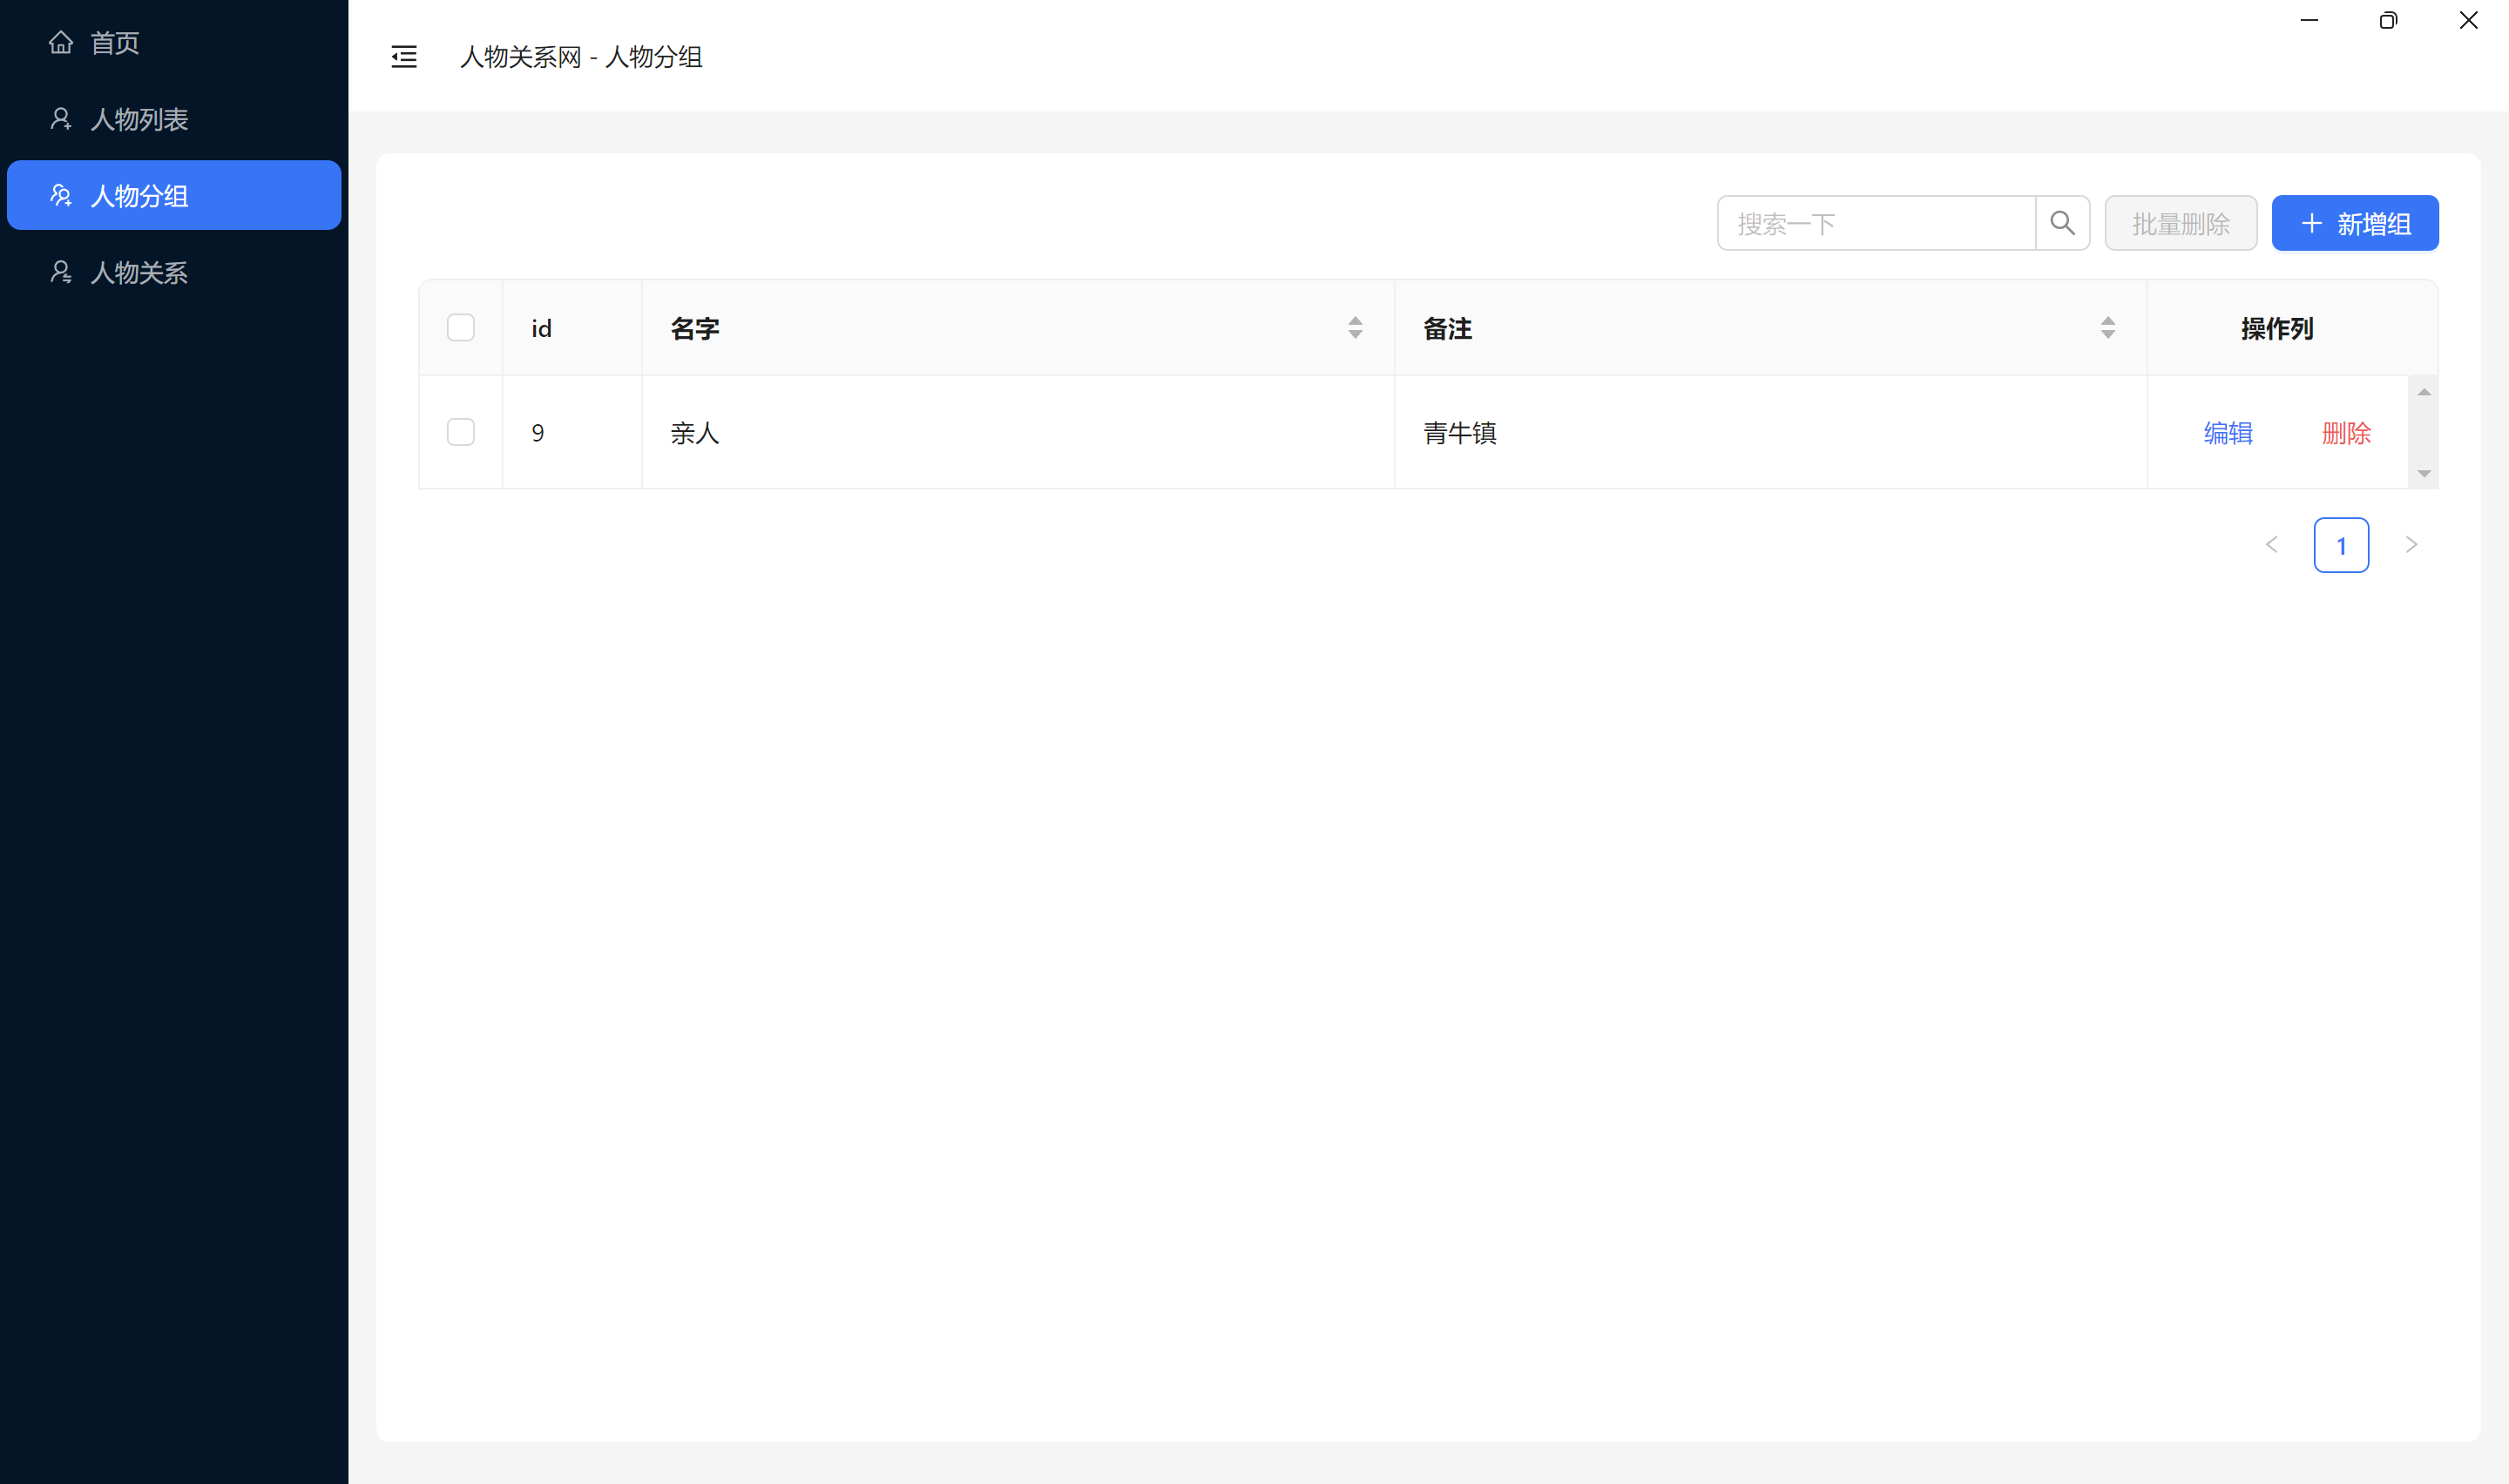 首页
人物列表
人物分组
人物关系
人物关系网 - 人物分组
搜索一下
批量删除
新增组
id
名字
备注
操作列
9
亲人
青牛镇
编辑
删除
1